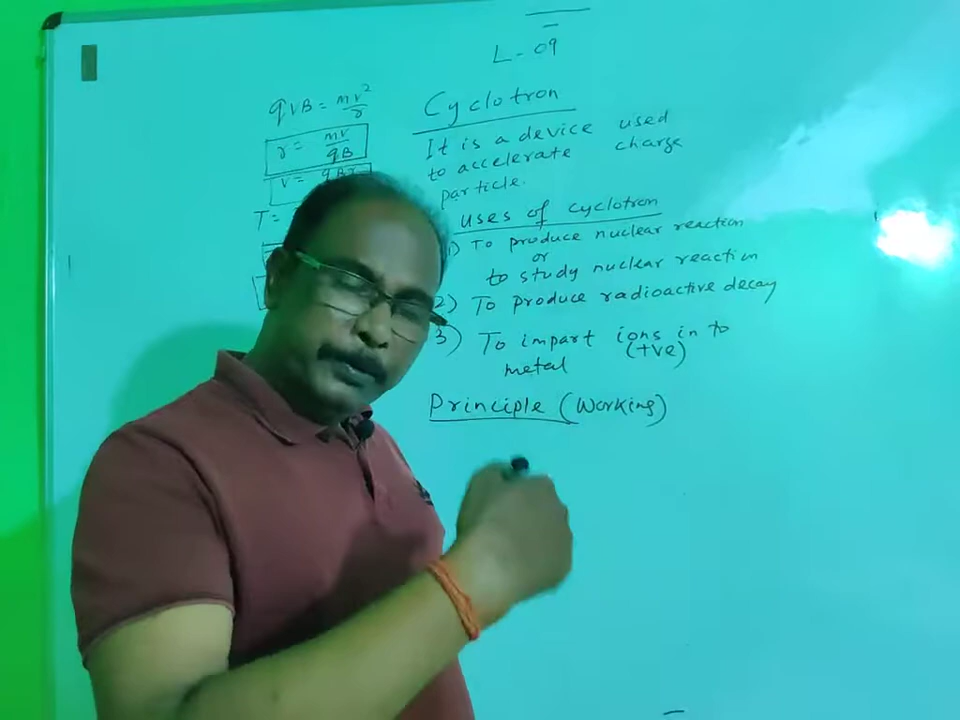 L-09
qvB = mv²/r
r = mv/qB
v =
T =
Cyclotron
It is a device used
to accelerate charge
particle.
uses of cyclotron
1) To produce nuclear reaction
or
to study nuclear reaction
2) To produce radioactive decay
3) To impart ions in to
(+ve)
metal
Principle (Working)